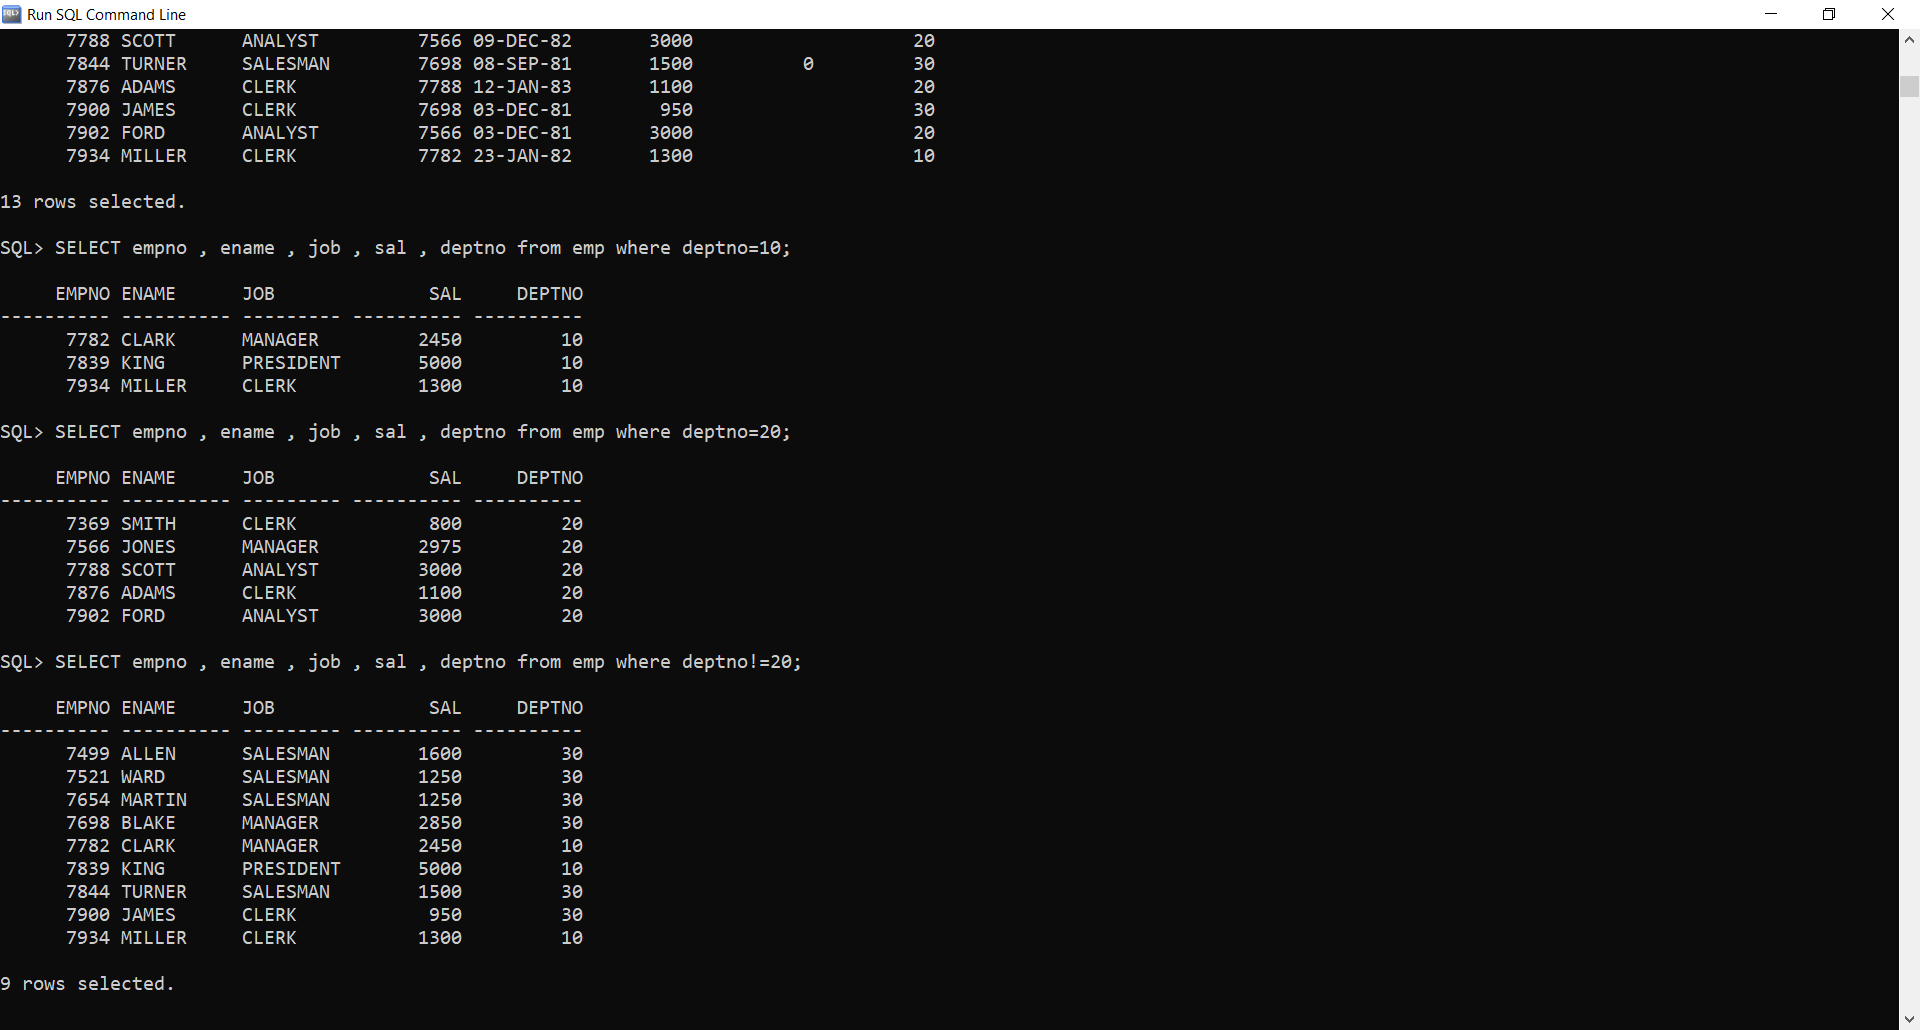 Run SQL Command Line
      7788 SCOTT      ANALYST         7566 09-DEC-82       3000                    20
      7844 TURNER     SALESMAN        7698 08-SEP-81       1500          0         30
      7876 ADAMS      CLERK           7788 12-JAN-83       1100                    20
      7900 JAMES      CLERK           7698 03-DEC-81        950                    30
      7902 FORD       ANALYST         7566 03-DEC-81       3000                    20
      7934 MILLER     CLERK           7782 23-JAN-82       1300                    10

13 rows selected.

SQL> SELECT empno , ename , job , sal , deptno from emp where deptno=10;

     EMPNO ENAME      JOB              SAL     DEPTNO
---------- ---------- --------- ---------- ----------
      7782 CLARK      MANAGER         2450         10
      7839 KING       PRESIDENT       5000         10
      7934 MILLER     CLERK           1300         10

SQL> SELECT empno , ename , job , sal , deptno from emp where deptno=20;

     EMPNO ENAME      JOB              SAL     DEPTNO
---------- ---------- --------- ---------- ----------
      7369 SMITH      CLERK            800         20
      7566 JONES      MANAGER         2975         20
      7788 SCOTT      ANALYST         3000         20
      7876 ADAMS      CLERK           1100         20
      7902 FORD       ANALYST         3000         20

SQL> SELECT empno , ename , job , sal , deptno from emp where deptno!=20;

     EMPNO ENAME      JOB              SAL     DEPTNO
---------- ---------- --------- ---------- ----------
      7499 ALLEN      SALESMAN        1600         30
      7521 WARD       SALESMAN        1250         30
      7654 MARTIN     SALESMAN        1250         30
      7698 BLAKE      MANAGER         2850         30
      7782 CLARK      MANAGER         2450         10
      7839 KING       PRESIDENT       5000         10
      7844 TURNER     SALESMAN        1500         30
      7900 JAMES      CLERK            950         30
      7934 MILLER     CLERK           1300         10

9 rows selected.